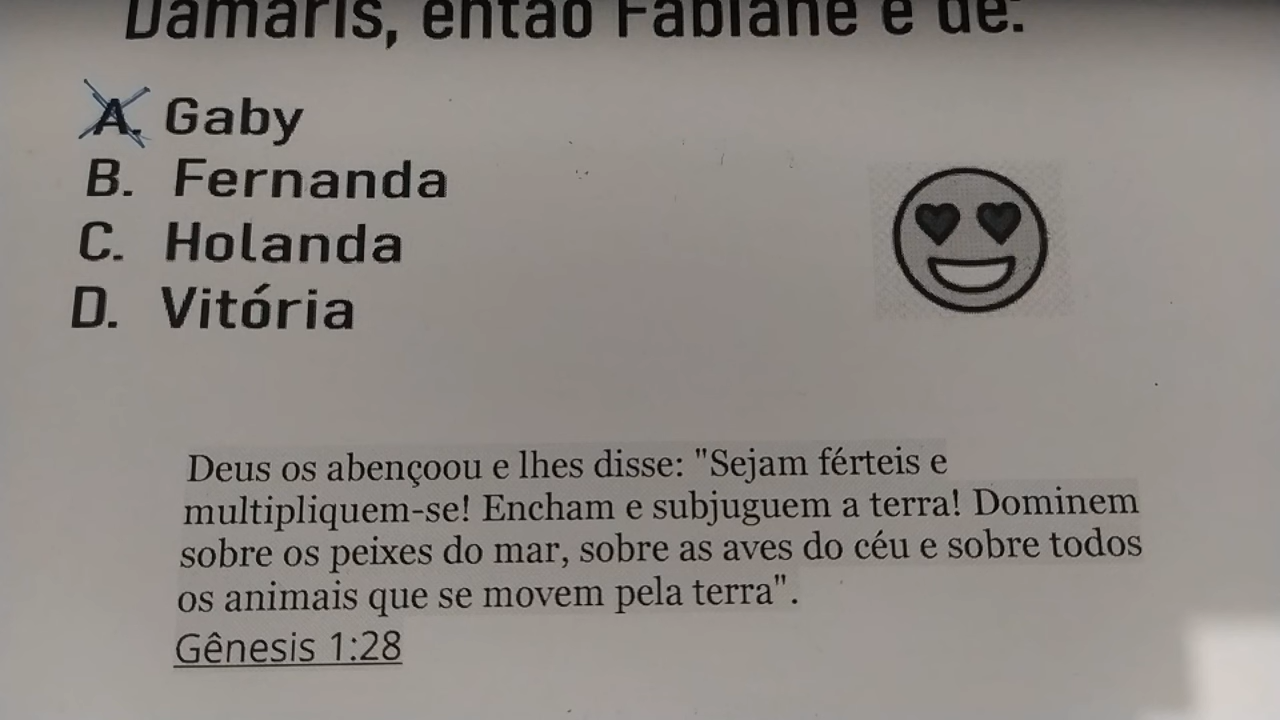 Damaris, então Fabiane é de:
A. Gaby
B. Fernanda
C. Holanda
D. Vitória
Deus os abençoou e lhes disse: "Sejam férteis e
multipliquem-se! Encham e subjuguem a terra! Dominem
sobre os peixes do mar, sobre as aves do céu e sobre todos
os animais que se movem pela terra".
Gênesis 1:28